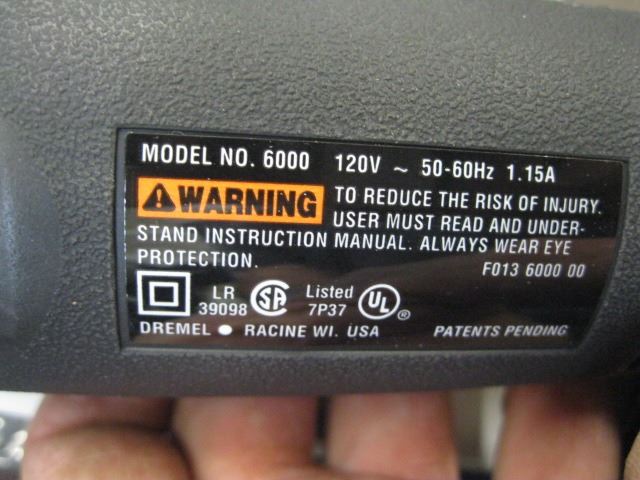 MODEL NO. 6000 120V ~ 50-60Hz 1.15A
WARNING TO REDUCE THE RISK OF INJURY.
USER MUST READ AND UNDER-
STAND INSTRUCTION MANUAL. ALWAYS WEAR EYE
PROTECTION. F013 6000 00
LR SA Listed UL ®
39098 7P37
DREMEL ● RACINE WI. USA PATENTS PENDING